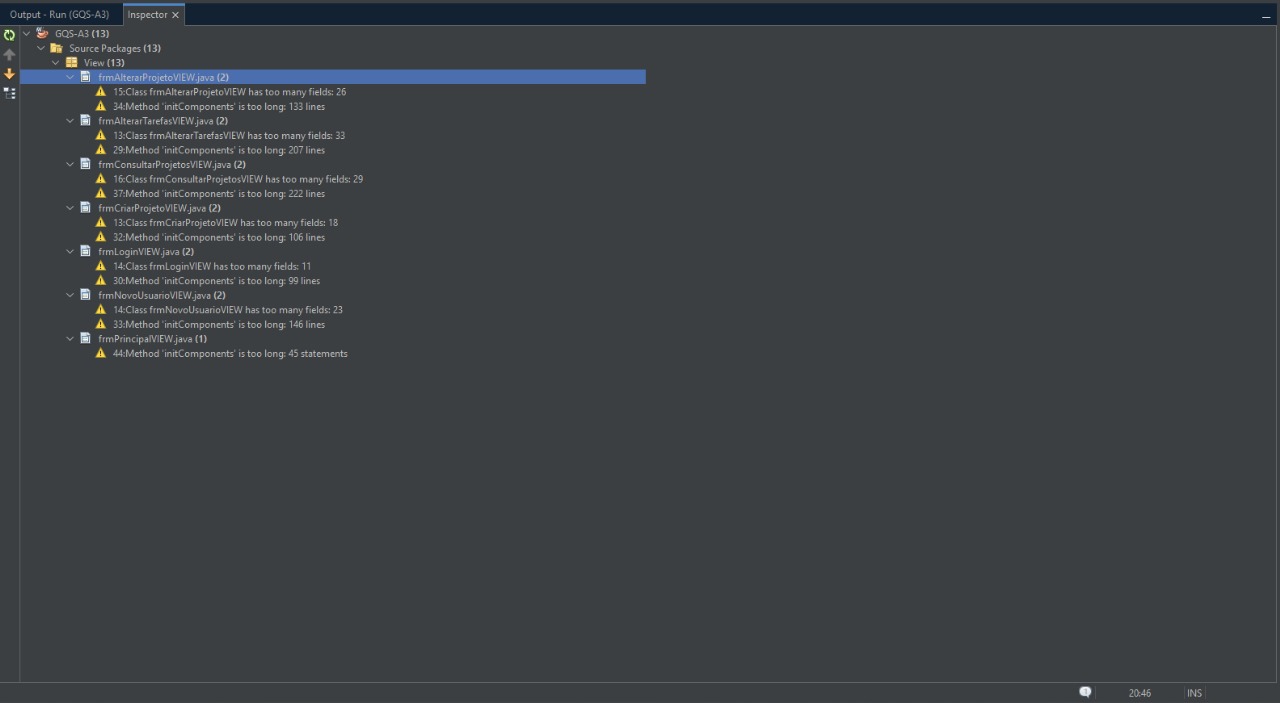 Output - Run (GQS-A3)
Inspector
GQS-A3 (13)
Source Packages (13)
View (13)
frmAlterarProjetoVIEW.java (2)
15:Class frmAlterarProjetoVIEW has too many fields: 26
34:Method 'initComponents' is too long: 133 lines
frmAlterarTarefasVIEW.java (2)
13:Class frmAlterarTarefasVIEW has too many fields: 33
29:Method 'initComponents' is too long: 207 lines
frmConsultarProjetosVIEW.java (2)
16:Class frmConsultarProjetosVIEW has too many fields: 29
37:Method 'initComponents' is too long: 222 lines
frmCriarProjetoVIEW.java (2)
13:Class frmCriarProjetoVIEW has too many fields: 18
32:Method 'initComponents' is too long: 106 lines
frmLoginVIEW.java (2)
14:Class frmLoginVIEW has too many fields: 11
30:Method 'initComponents' is too long: 99 lines
frmNovoUsuarioVIEW.java (2)
14:Class frmNovoUsuarioVIEW has too many fields: 23
33:Method 'initComponents' is too long: 146 lines
frmPrincipalVIEW.java (1)
44:Method 'initComponents' is too long: 45 statements
20:46
INS